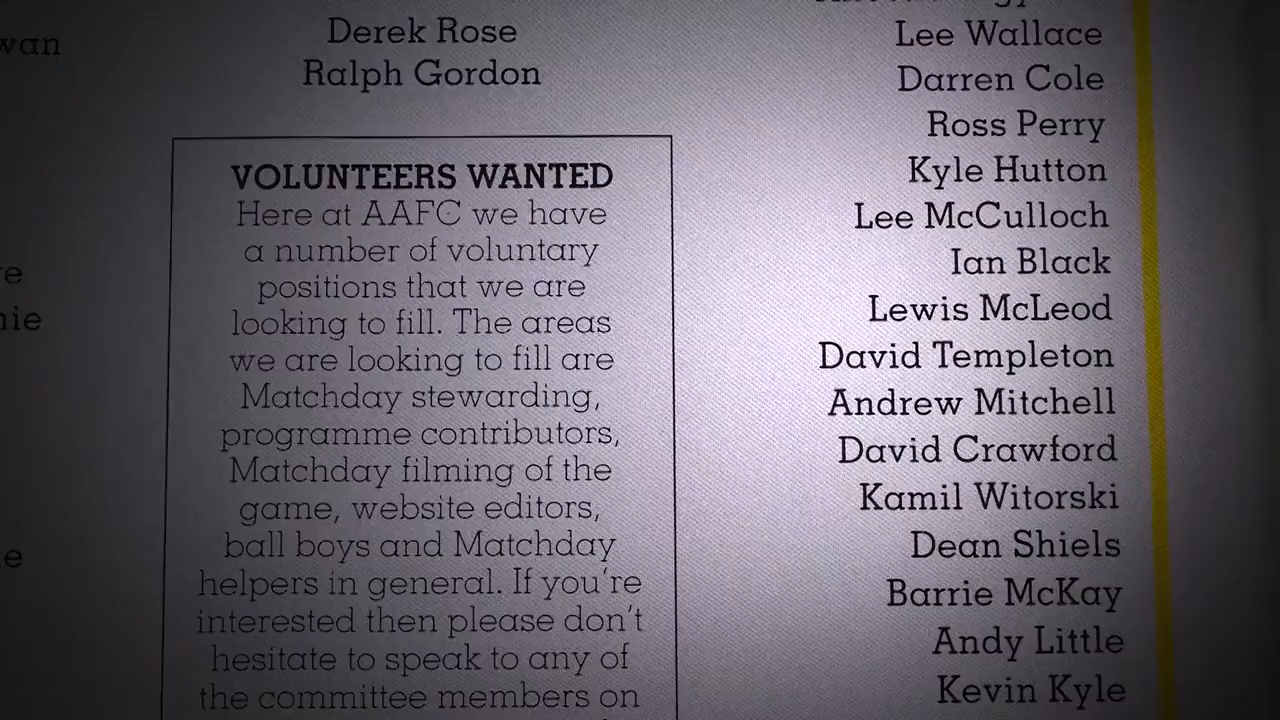 Derek Rose
Ralph Gordon
VOLUNTEERS WANTED
Here at AAFC we have
a number of voluntary
positions that we are
looking to fill. The areas
we are looking to fill are
Matchday stewarding,
programme contributors,
Matchday filming of the
game, website editors,
ball boys and Matchday
helpers in general. If you're
interested then please don't
hesitate to speak to any of
the committee members on
Lee Wallace
Darren Cole
Ross Perry
Kyle Hutton
Lee McCulloch
Ian Black
Lewis McLeod
David Templeton
Andrew Mitchell
David Crawford
Kamil Witorski
Dean Shiels
Barrie McKay
Andy Little
Kevin Kyle